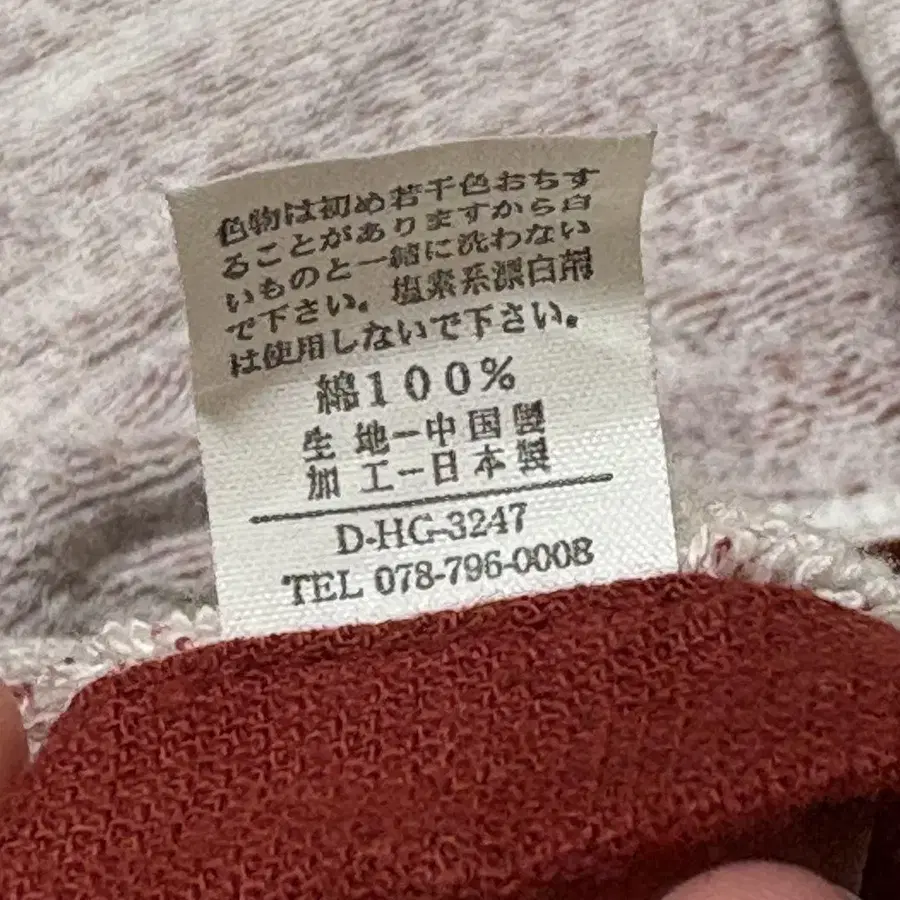 色物は初め若干色おちす
ることがありますから白
いものと一緒に洗わない
で下さい。塩素系漂白剤
は使用しないで下さい。
綿100%
生地ー中国製
加工ー日本製
D-HG-3247
TEL 078-796-0008